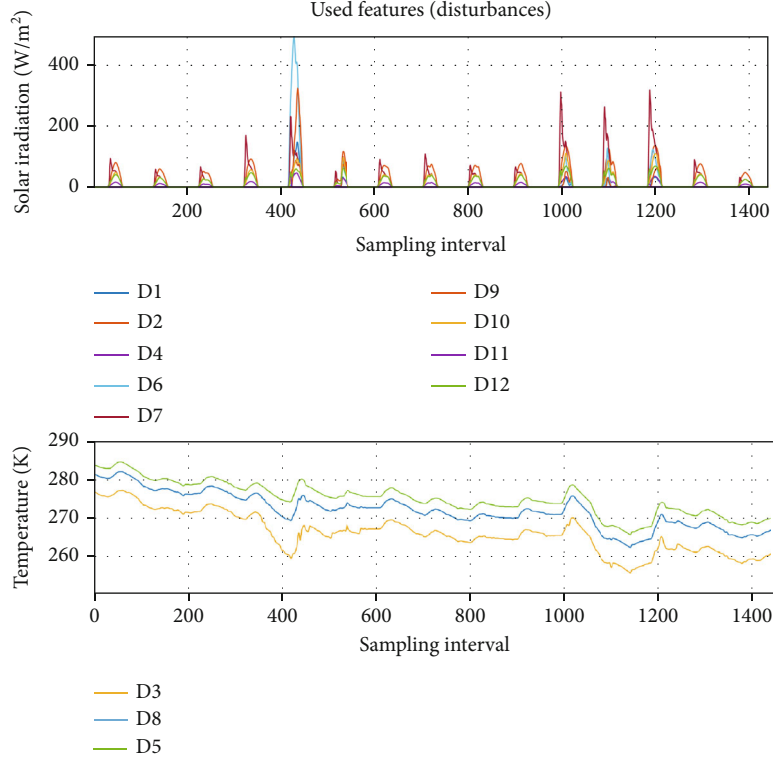 Used features (disturbances)
Solar irradiation (W/m²)
400
200
0
200 400 600 800 1000 1200 1400
Sampling interval
D1
D2
D4
D6
D7
D9
D10
D11
D12
Temperature (K)
290
280
270
260
0 200 400 600 800 1000 1200 1400
Sampling interval
D3
D8
D5